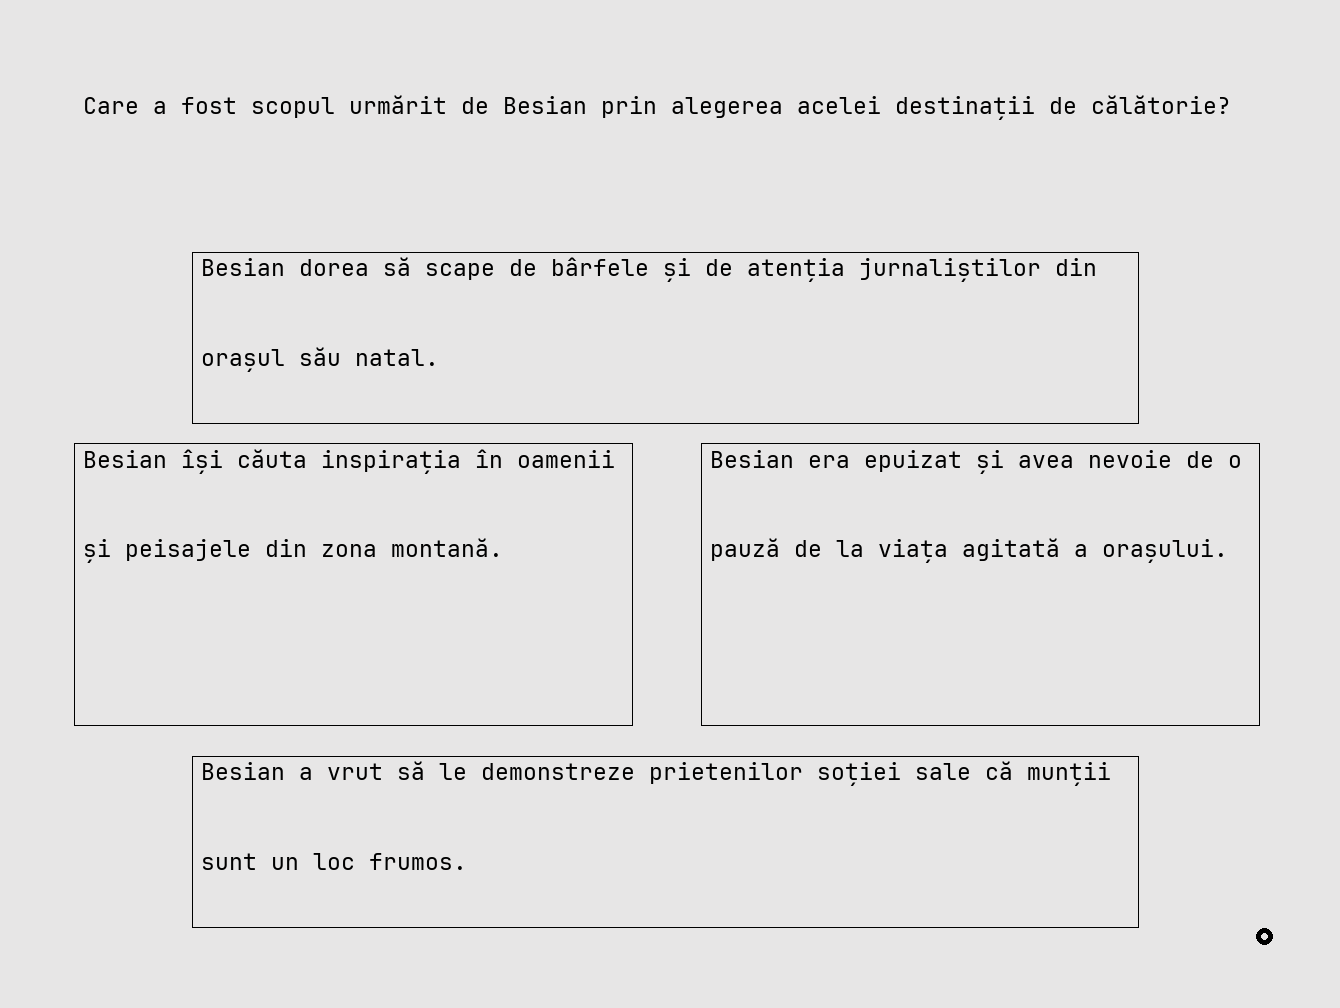 Care a fost scopul urmărit de Besian prin alegerea acelei destinații de călătorie?
Besian dorea să scape de bârfele și de atenția jurnaliștilor din
orașul său natal.
Besian își căuta inspirația în oamenii
și peisajele din zona montană.
Besian era epuizat și avea nevoie de o
pauză de la viața agitată a orașului.
Besian a vrut să le demonstreze prietenilor soției sale că munții
sunt un loc frumos.